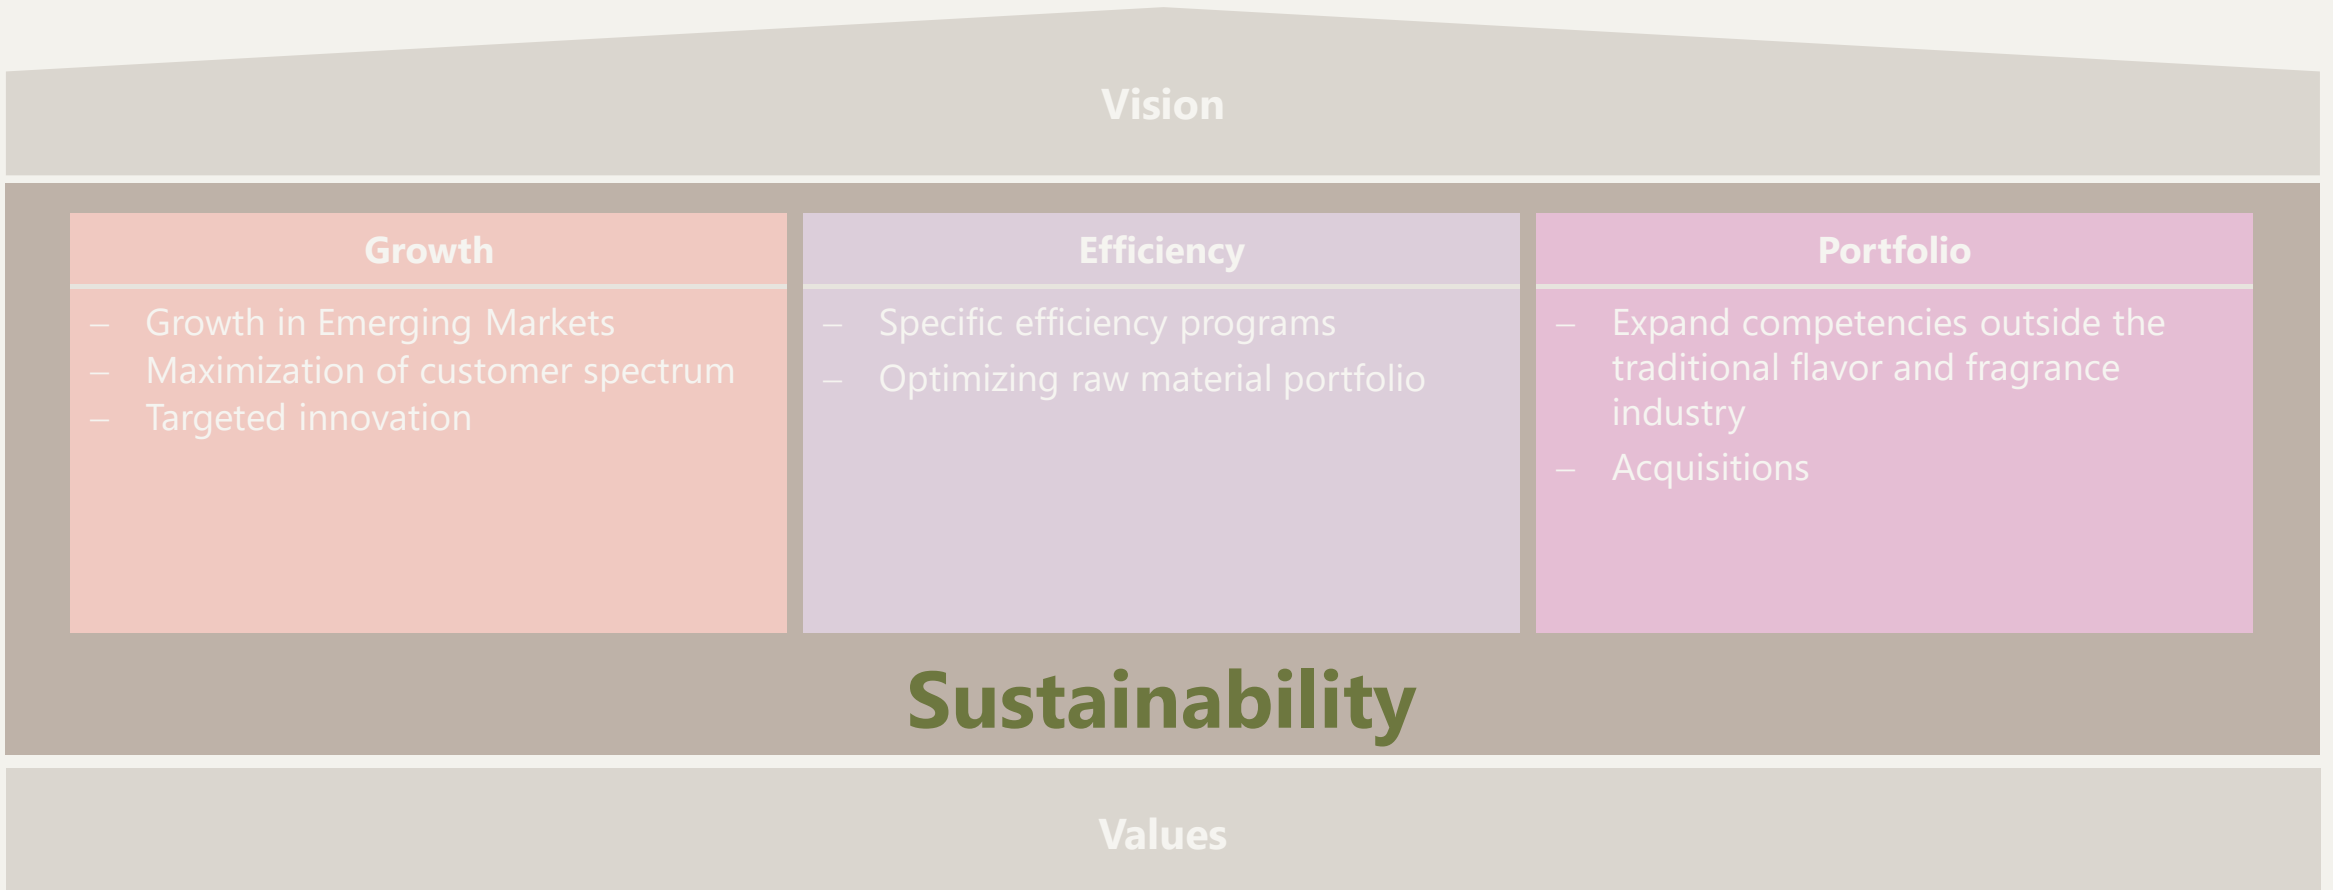 Vision
Growth
– Growth in Emerging Markets
– Maximization of customer spectrum
– Targeted innovation
Efficiency
– Specific efficiency programs
– Optimizing raw material portfolio
Portfolio
– Expand competencies outside the
traditional flavor and fragrance
industry
– Acquisitions
Sustainability
Values